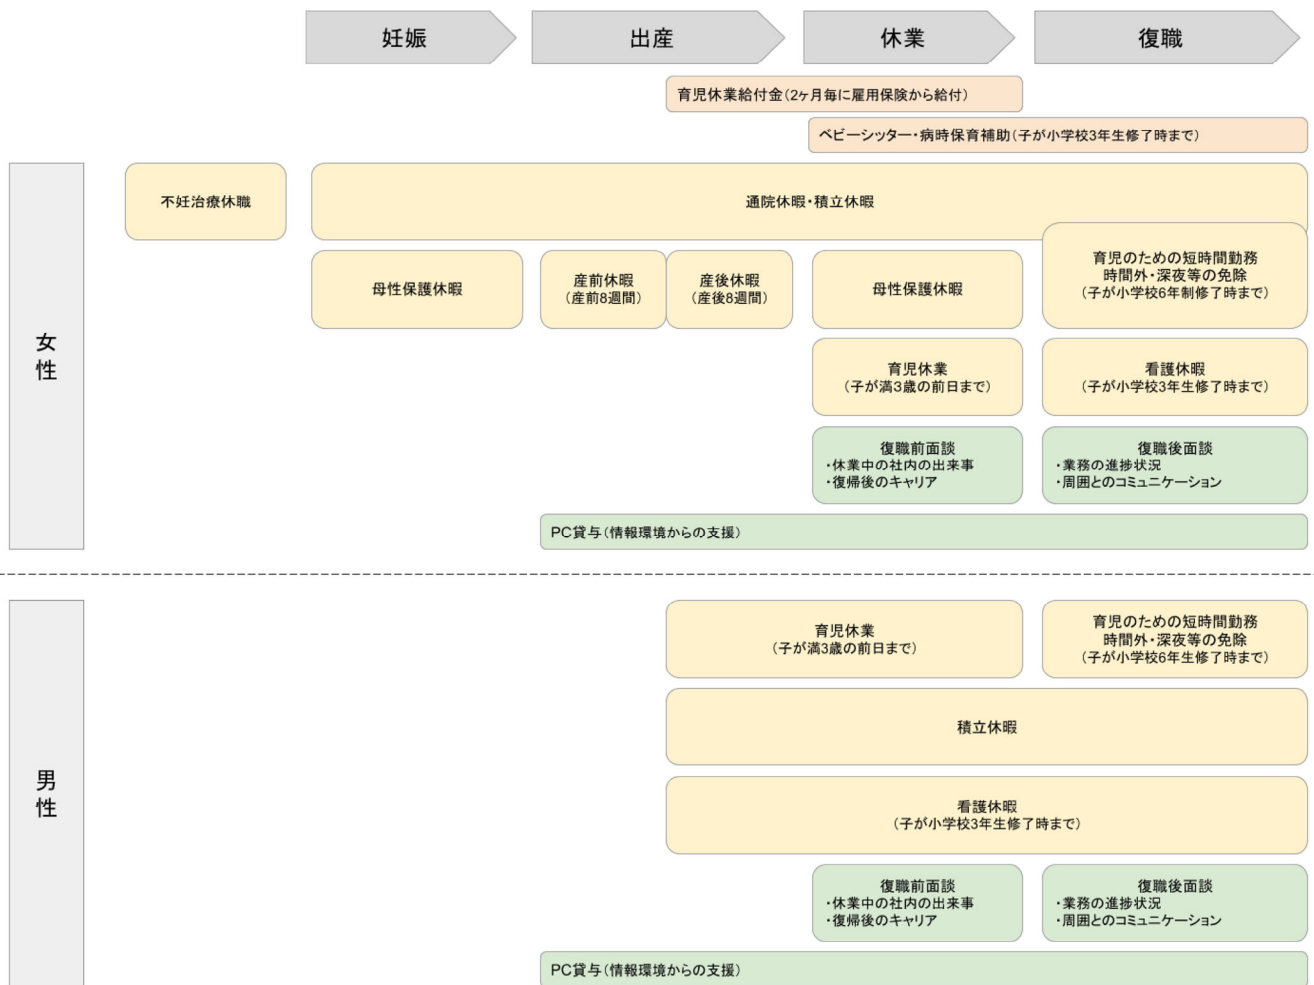 妊娠
出産
休業
復職
育児休業給付金(2ヶ月毎に雇用保険から給付)
ベビーシッター・病時保育補助(子が小学校3年生修了時まで)
女性
不妊治療休職
通院休暇・積立休暇
母性保護休暇
産前休暇
(産前8週間)
産後休暇
(産後8週間)
母性保護休暇
育児のための短時間勤務
時間外・深夜等の免除
(子が小学校6年制修了時まで)
育児休業
(子が満3歳の前日まで)
看護休暇
(子が小学校3年生修了時まで)
復職前面談
・休業中の社内の出来事
・復帰後のキャリア
復職後面談
・業務の進捗状況
・周囲とのコミュニケーション
PC貸与(情報環境からの支援)
男性
育児休業
(子が満3歳の前日まで)
育児のための短時間勤務
時間外・深夜等の免除
(子が小学校6年生修了時まで)
積立休暇
看護休暇
(子が小学校3年生修了時まで)
復職前面談
・休業中の社内の出来事
・復帰後のキャリア
復職後面談
・業務の進捗状況
・周囲とのコミュニケーション
PC貸与(情報環境からの支援)